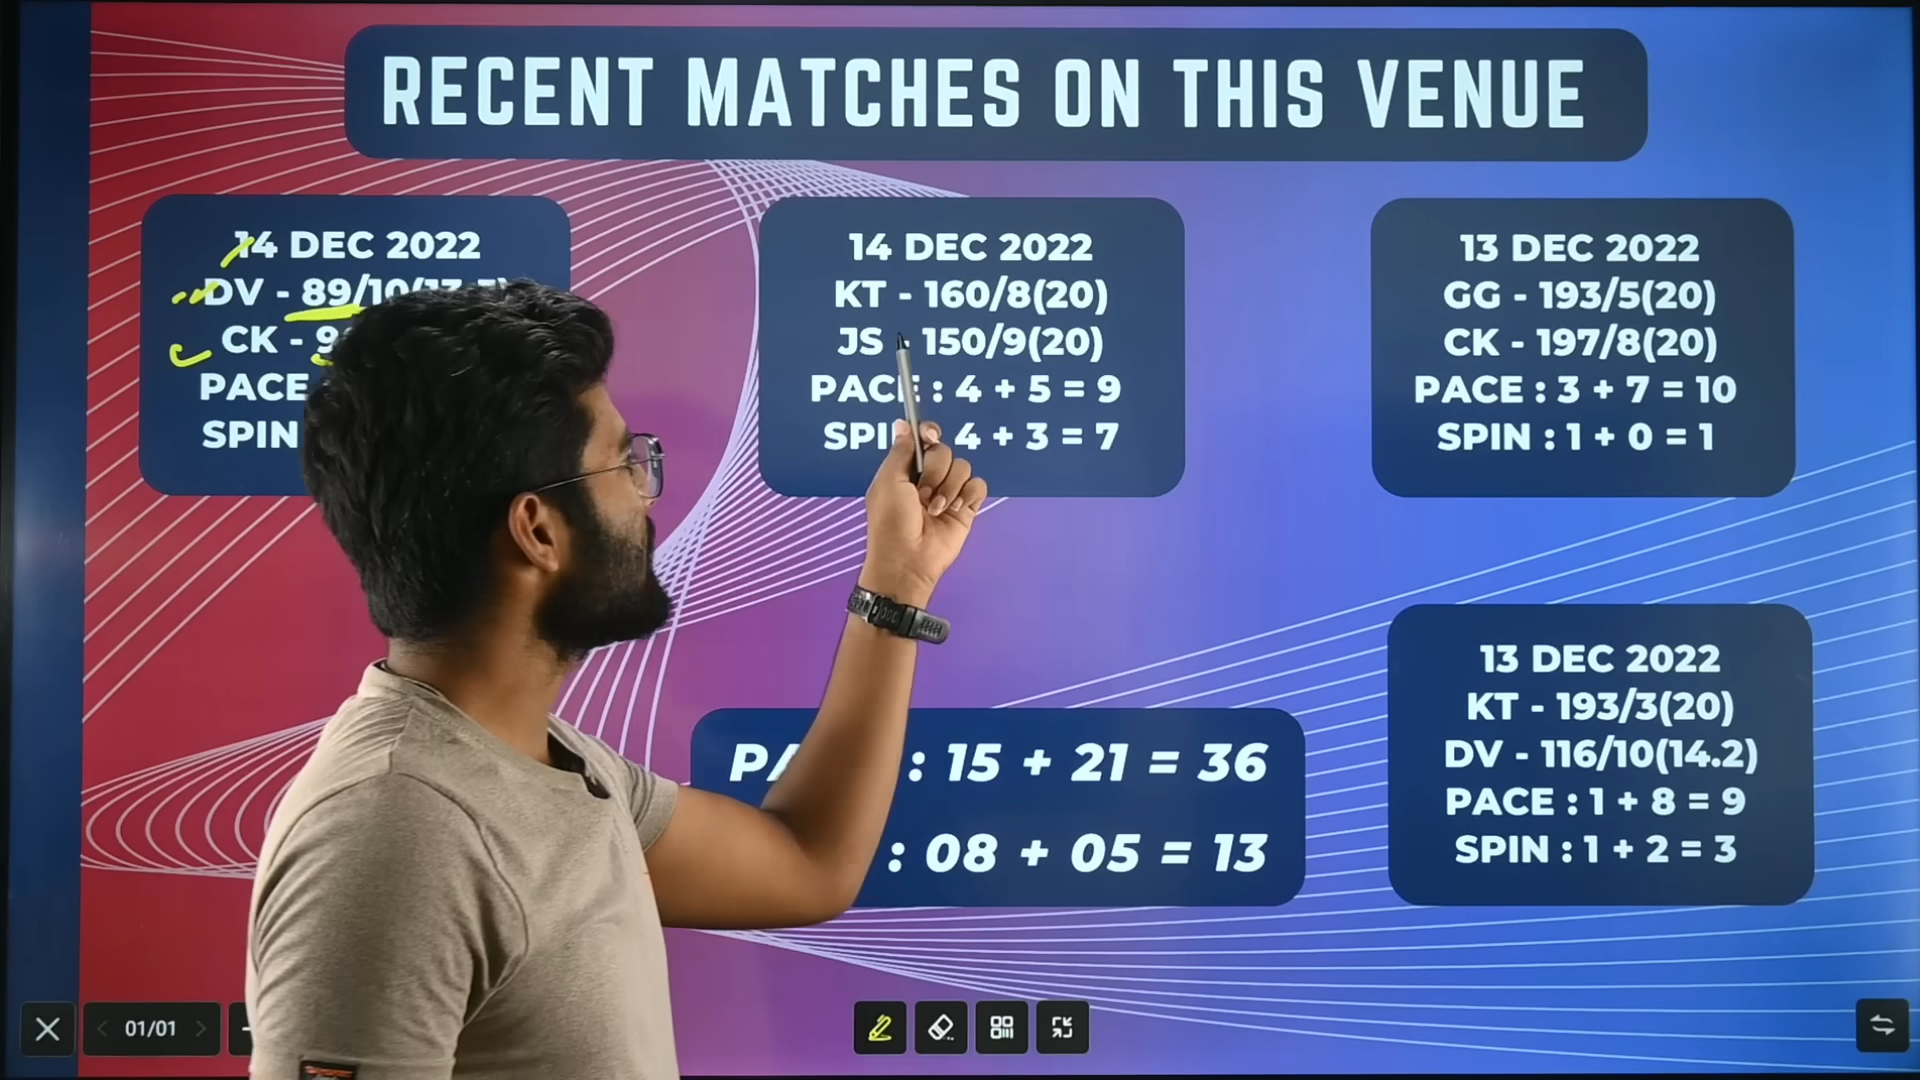 RECENT MATCHES ON THIS VENUE
14 DEC 2022
DV - 89/10
CK -
PACE
SPIN
14 DEC 2022
KT - 160/8(20)
JS - 150/9(20)
PACE : 4 + 5 = 9
SPIN 4 + 3 = 7
13 DEC 2022
GG - 193/5(20)
CK - 197/8(20)
PACE : 3 + 7 = 10
SPIN : 1 + 0 = 1
: 15 + 21 = 36
: 08 + 05 = 13
13 DEC 2022
KT - 193/3(20)
DV - 116/10(14.2)
PACE : 1 + 8 = 9
SPIN : 1 + 2 = 3
01/01